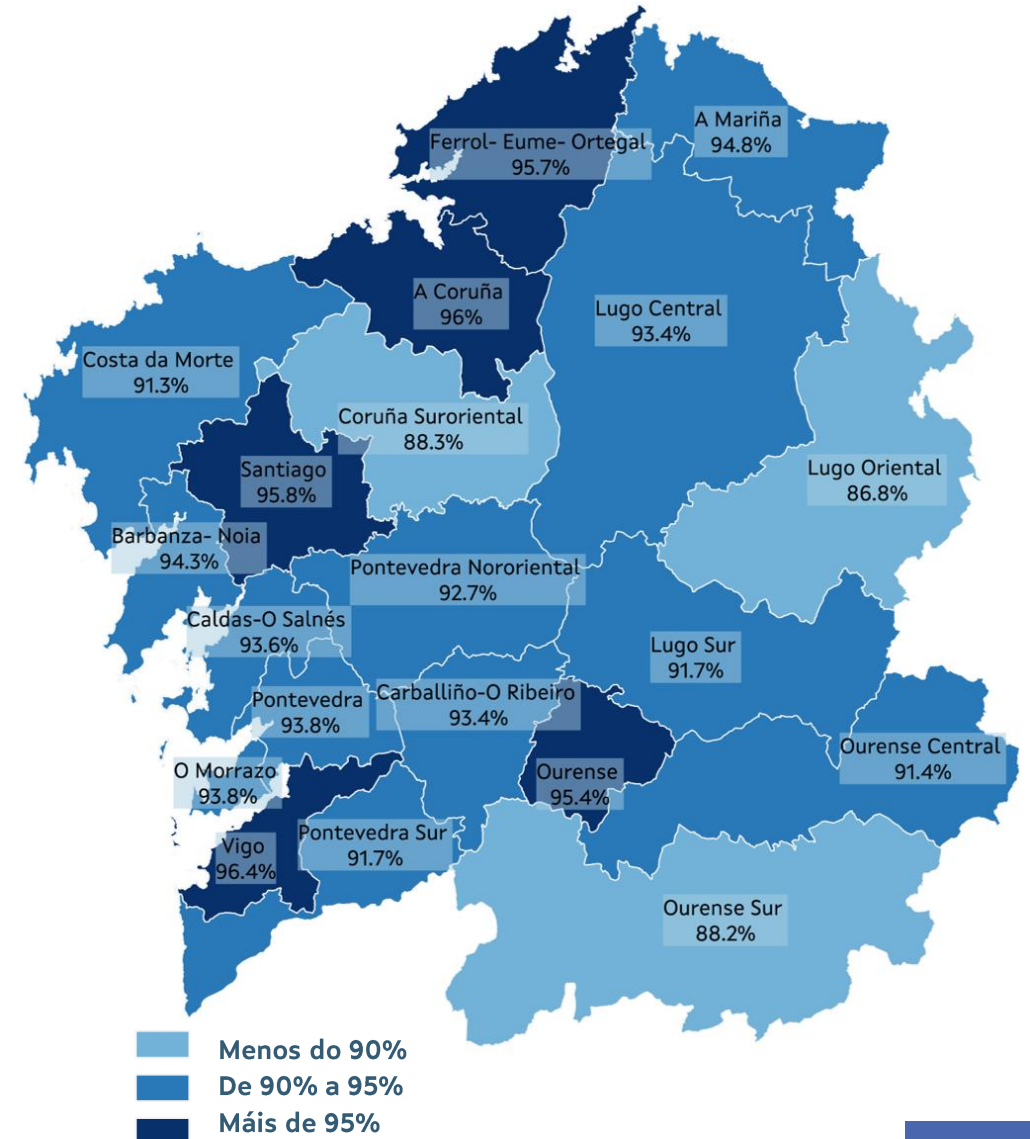 A Mariña
94.8%
Ferrol- Eume- Ortegal
95.7%
A Coruña
96%
Lugo Central
93.4%
Costa da Morte
91.3%
Coruña Suroriental
88.3%
Santiago
95.8%
Lugo Oriental
86.8%
Barbanza- Noia
94.3%
Pontevedra Nororiental
92.7%
Caldas-O Salnés
93.6%
Lugo Sur
91.7%
Pontevedra
93.8%
Carballiño-O Ribeiro
93.4%
Ourense Central
91.4%
O Morrazo
93.8%
Ourense
95.4%
Vigo
96.4%
Pontevedra Sur
91.7%
Ourense Sur
88.2%
Menos do 90%
De 90% a 95%
Máis de 95%